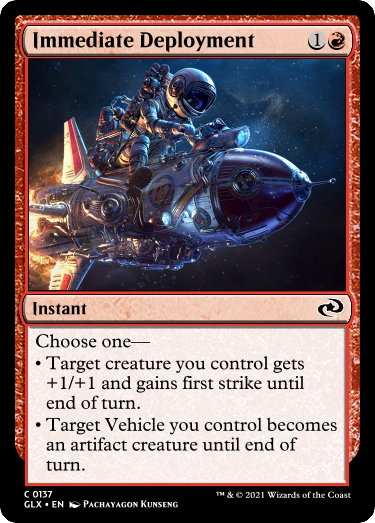 Immediate Deployment 1
Instant
Choose one—
• Target creature you control gets
+1/+1 and gains first strike until
end of turn.
• Target Vehicle you control becomes
an artifact creature until end of
turn.
C 0137
GLX • EN Pachayagon Kunseng
™ & © 2021 Wizards of the Coast